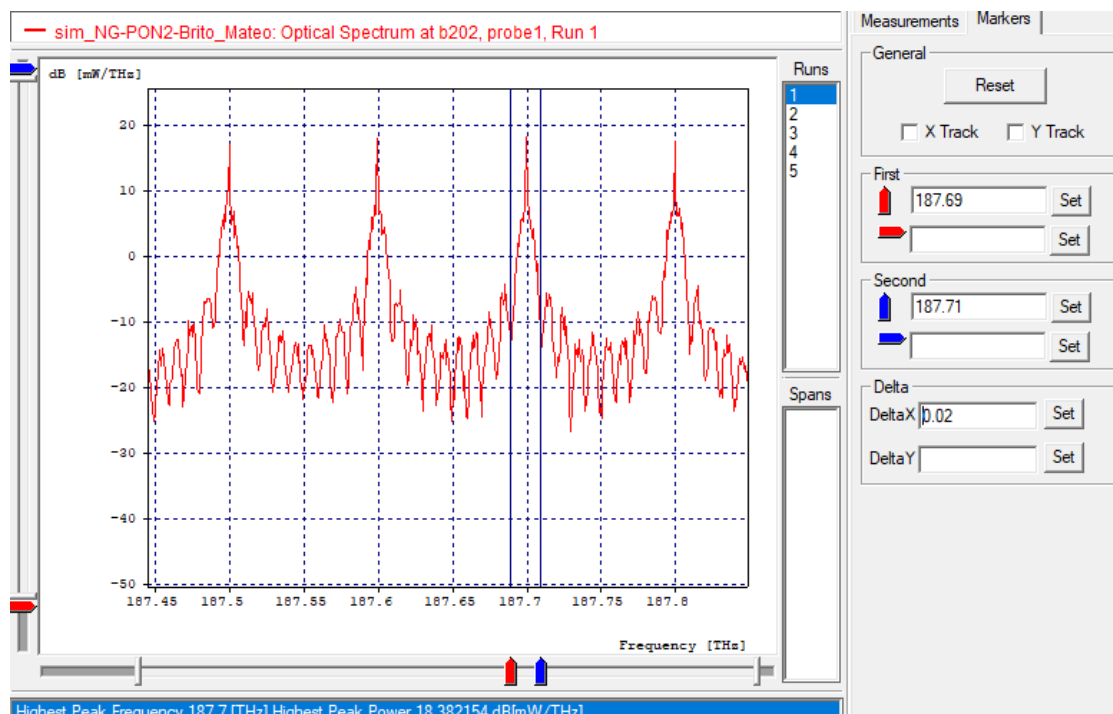 sim_NG-PON2-Brito_Mateo: Optical Spectrum at b202, probe1, Run 1
dB [mW/THz]
20
10
0
-10
-20
-30
-40
-50
187.45 187.5 187.55 187.6 187.65 187.7 187.75 187.8
Frequency [THz]
Runs
1
2
3
4
5
Spans
Measurements Markers
General
Reset
X Track Y Track
First
187.69 Set
Set
Second
187.71 Set
Set
Delta
DeltaX 0.02 Set
DeltaY Set
Highest Peak Frequency 187.7 [THz] Highest Peak Power 18.382154 dB[mW/THz]